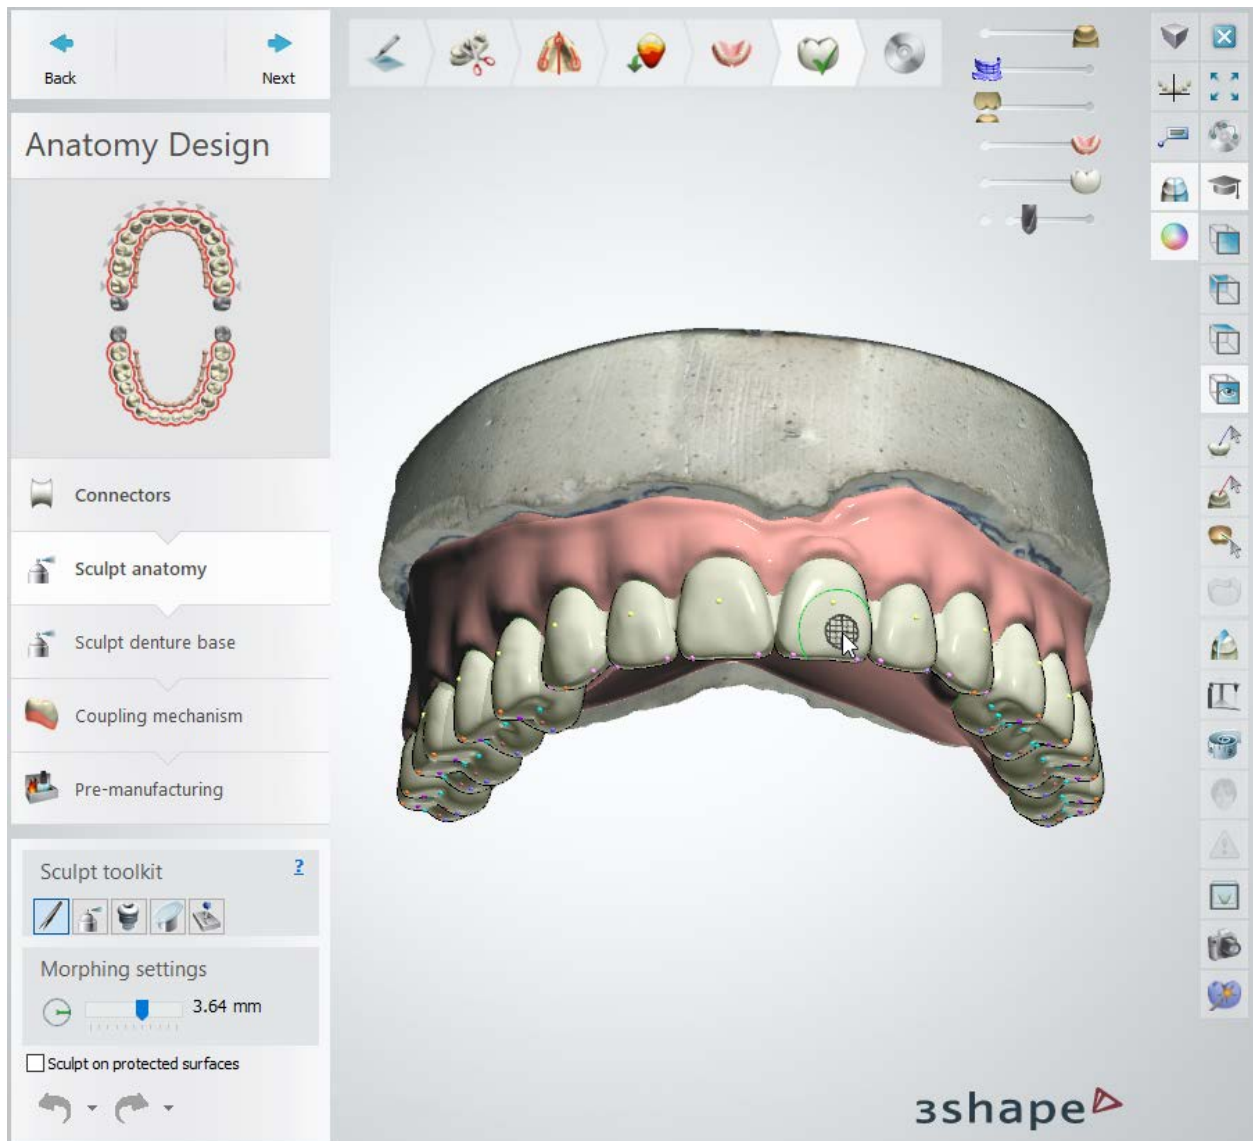 Back
Next
Anatomy Design
Connectors
Sculpt anatomy
Sculpt denture base
Coupling mechanism
Pre-manufacturing
Sculpt toolkit
?
Morphing settings
3.64 mm
Sculpt on protected surfaces
3shape